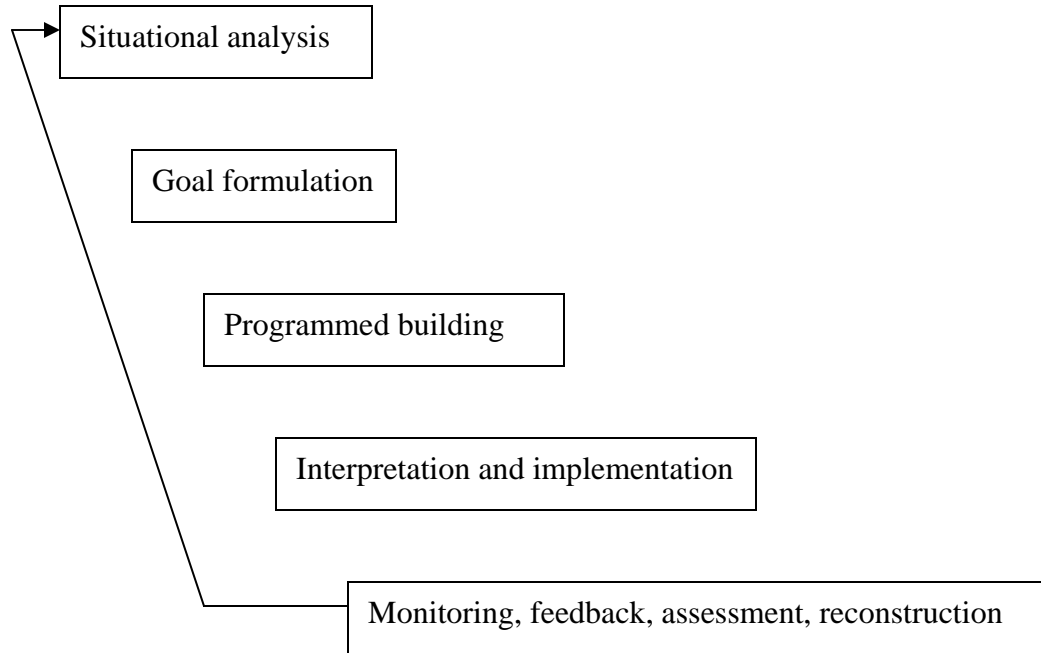 Situational analysis
Goal formulation
Programmed building
Interpretation and implementation
Monitoring, feedback, assessment, reconstruction